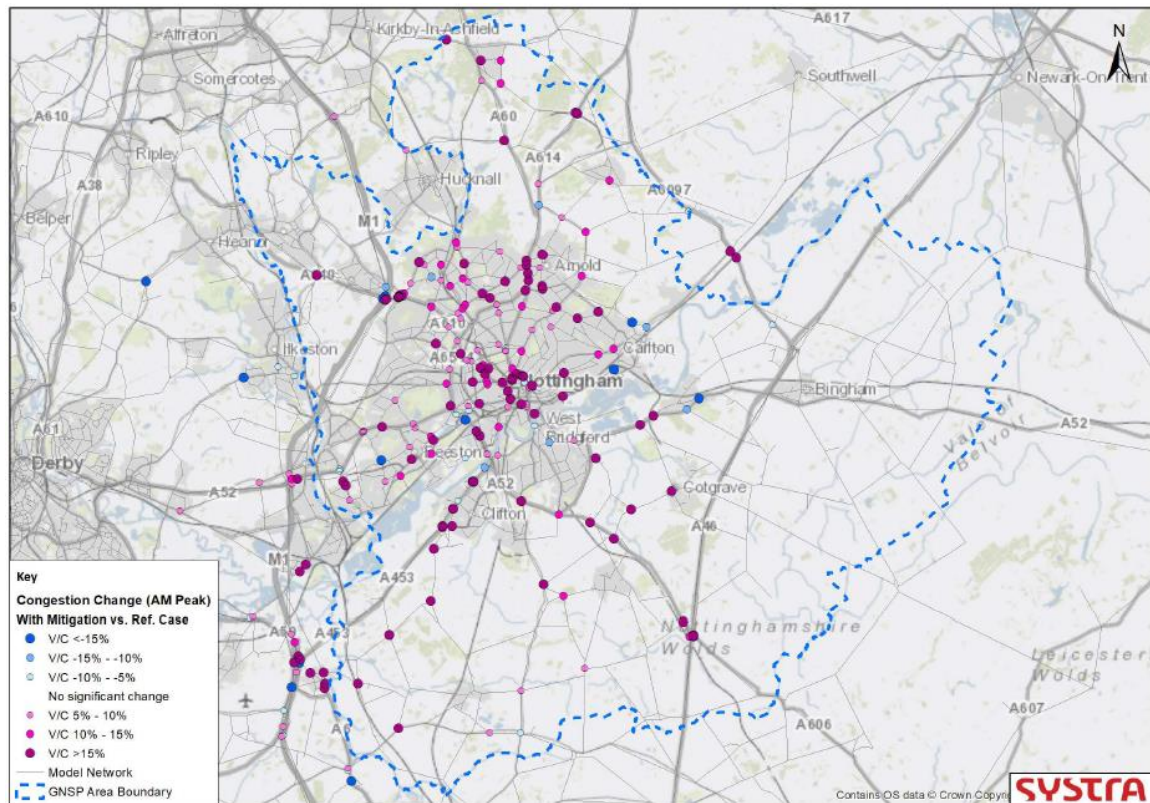 A617
Kirkby-In-Ashfield
Alfreton
N
Somercotes
Southwell
Newark-On-Trent
A610
A60
Ripley
A614
A38
Hucknall
A6097
Belper
M1
Heanor
Arnold
A610
Ilkeston
Carlton
Nottingham
Bingham
A61
West
Bridgford
A52
Vale of
Belvoir
Derby
Beeston
A52
A52
Cotgrave
Clifton
A46
M1
A453
Key
Congestion Change (AM Peak)
With Mitigation vs. Ref. Case
V/C <-15%
V/C -15% - -10%
V/C -10% - -5%
No significant change
V/C 5% - 10%
V/C 10% - 15%
V/C >15%
Model Network
GNSP Area Boundary
A50
A453
Nottinghamshire
Wolds
Leicester
Wolds
A607
A6
A606
Contains OS data © Crown Copyri
SYSTRA